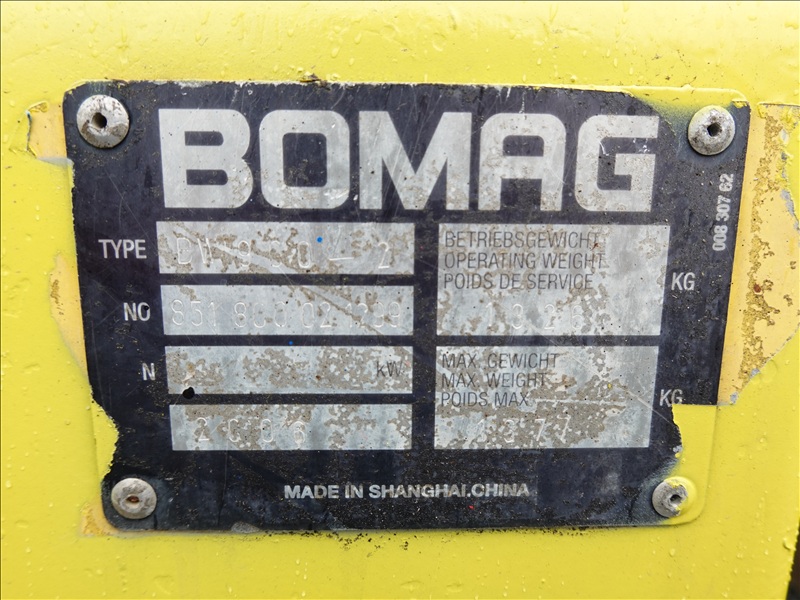 BOMAG
TYPE
BETRIEBSGEWICHT
OPERATING WEIGHT
POIDS DE SERVICE
KG
NO
N
KW
MAX. GEWICHT
MAX. WEIGHT
POIDS MAX
KG
2006
MADE IN SHANGHAI.CHINA
008 307 62